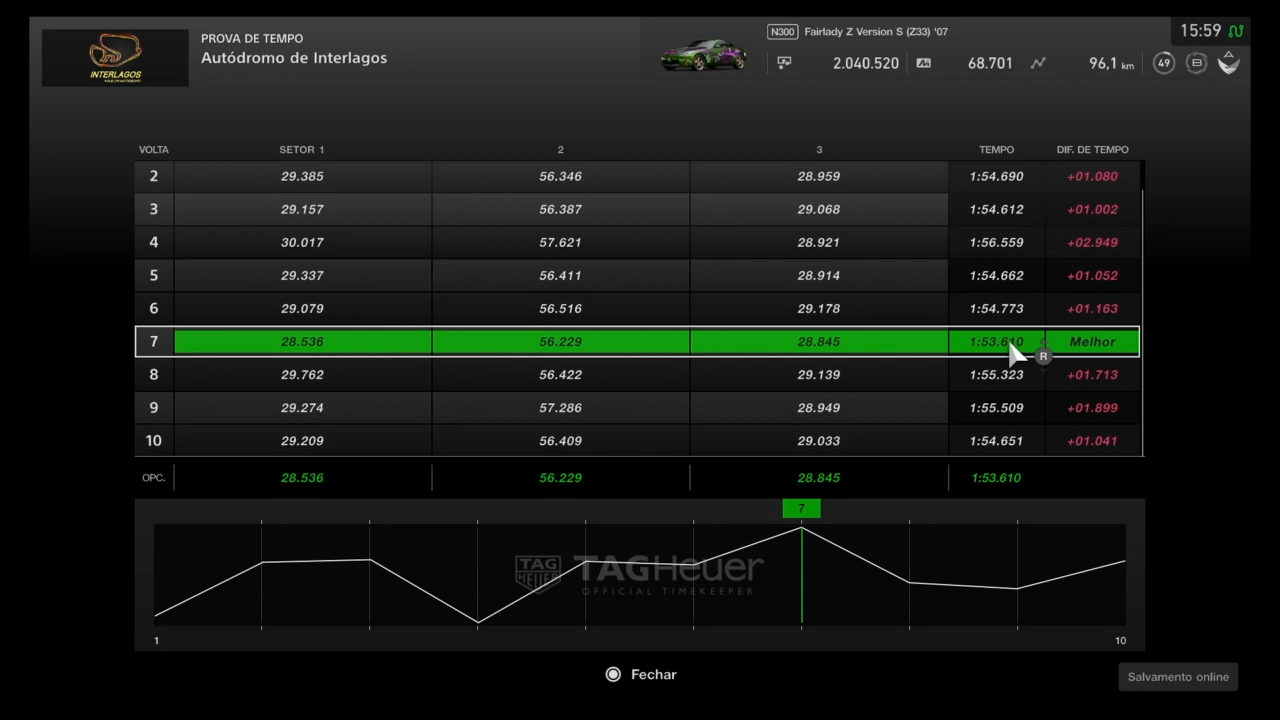 INTERLAGOS
PROVA DE TEMPO
Autódromo de Interlagos
N300 Fairlady Z Version S (Z33) '07
2.040.520 68.701 96,1 km 49 B
15:59
VOLTA SETOR 1 2 3 TEMPO DIF. DE TEMPO
2 29.385 56.346 28.959 1:54.690 +01.080
3 29.157 56.387 29.068 1:54.612 +01.002
4 30.017 57.621 28.921 1:56.559 +02.949
5 29.337 56.411 28.914 1:54.662 +01.052
6 29.079 56.516 29.178 1:54.773 +01.163
7 28.536 56.229 28.845 1:53.610 Melhor
R
8 29.762 56.422 29.139 1:55.323 +01.713
9 29.274 57.286 28.949 1:55.509 +01.899
10 29.209 56.409 29.033 1:54.651 +01.041
OPC. 28.536 56.229 28.845 1:53.610
7
TAG HEUER TAGHeuer
OFFICIAL TIMEKEEPER
1 10
Fechar
Salvamento online